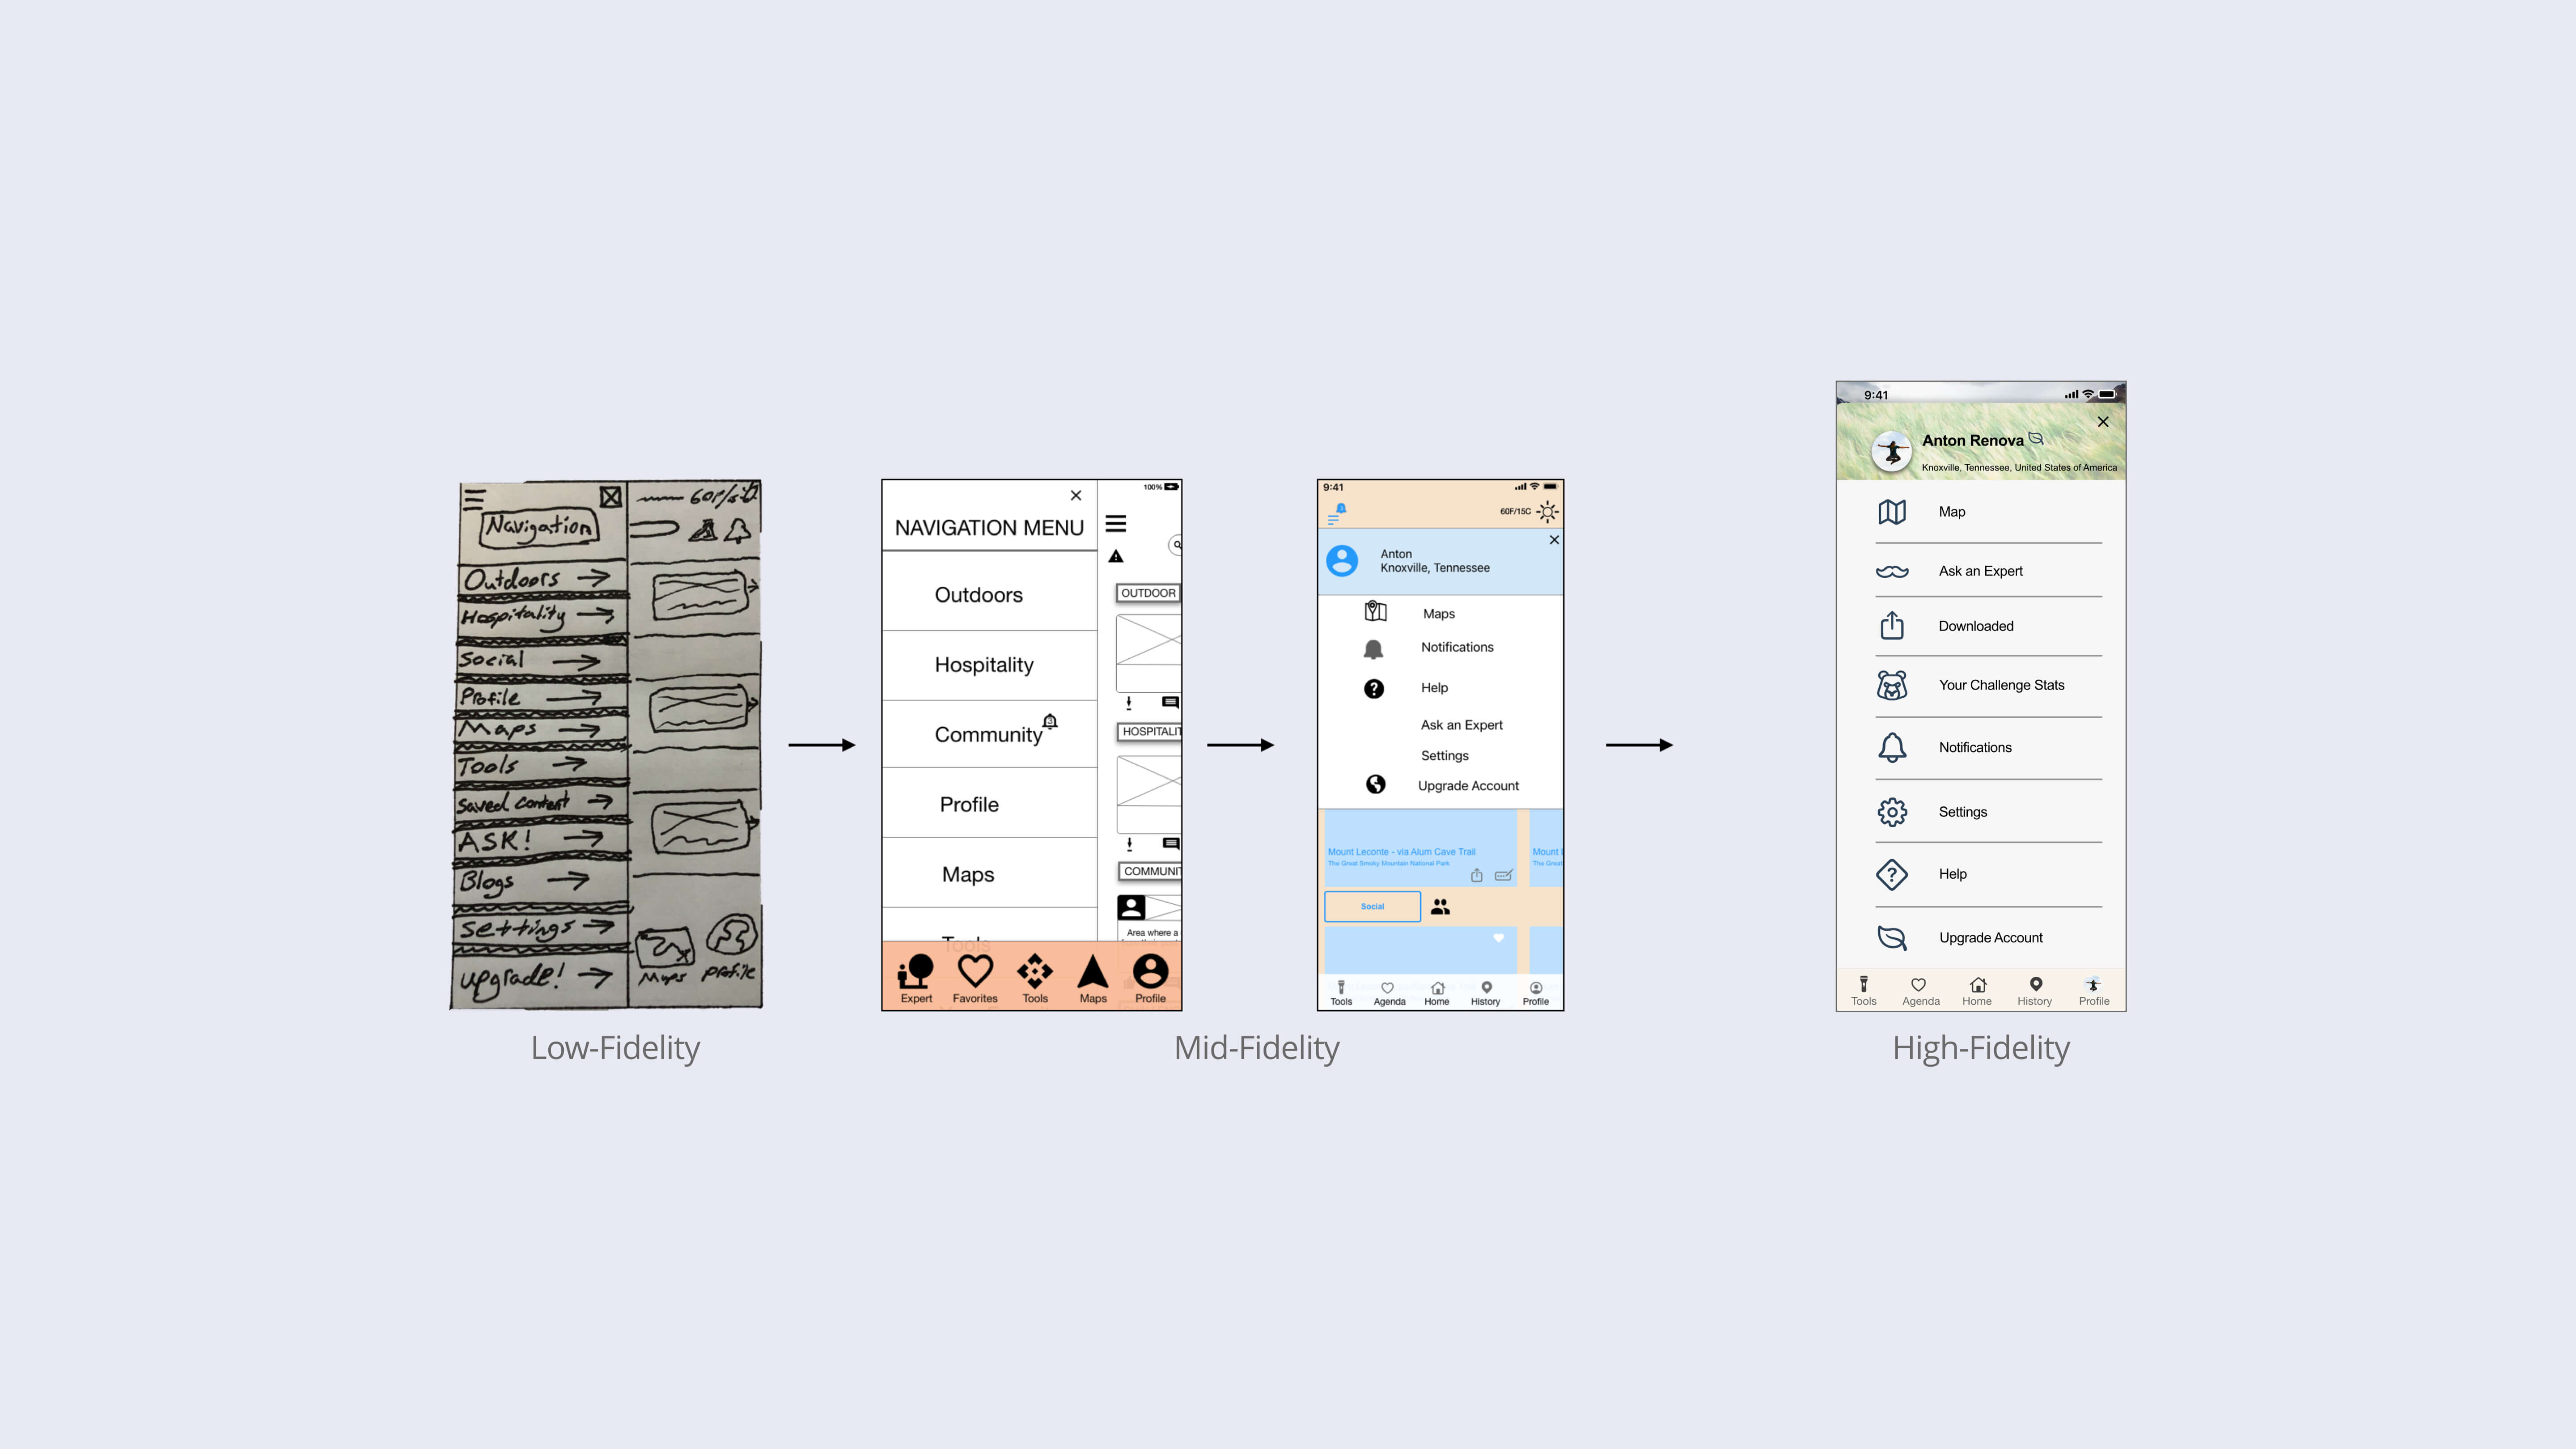 Navigation
Outdoors
Hospitality
Social
Profile
Maps
Tools
Saved content
ASK!
Blogs
Settings
upgrade!
Maps profile
Low-Fidelity
NAVIGATION MENU
Outdoors
Hospitality
Community
Profile
Maps
Tools
100%
OUTDOOR
HOSPITALIT
COMMUNIT
Area where a
Expert Favorites Tools Maps Profile
9:41
60F/15C
Anton
Knoxville, Tennessee
Maps
Notifications
Help
Ask an Expert
Settings
Upgrade Account
Mount Leconte - via Alum Cave Trail
The Great Smoky Mountain National Park
Mount l
The Great
Social
Tools Agenda Home History Profile
Mid-Fidelity
9:41
Anton Renova
Knoxville, Tennessee, United States of America
Map
Ask an Expert
Downloaded
Your Challenge Stats
Notifications
Settings
Help
Upgrade Account
Tools Agenda Home History Profile
High-Fidelity